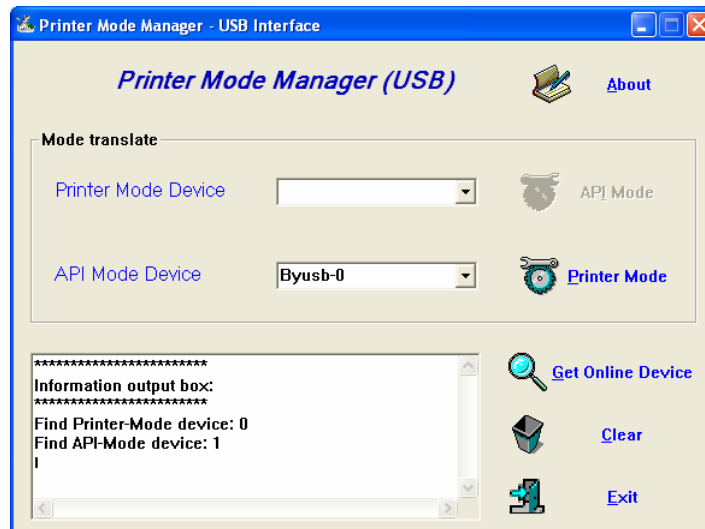 Printer Mode Manager - USB Interface
Printer Mode Manager (USB)
About
Mode translate
Printer Mode Device
API Mode
API Mode Device
Byusb-0
Printer Mode
************************
Information output box:
************************
Find Printer-Mode device: 0
Find API-Mode device: 1
Get Online Device
Clear
Exit